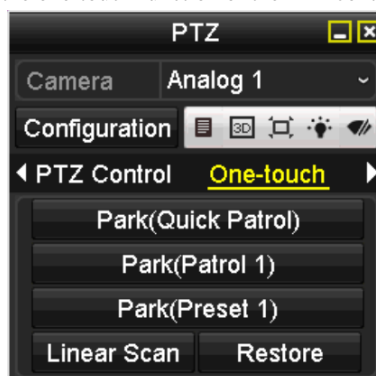 PTZ
Camera Analog 1
Configuration 3D
PTZ Control One-touch
Park(Quick Patrol)
Park(Patrol 1)
Park(Preset 1)
Linear Scan Restore